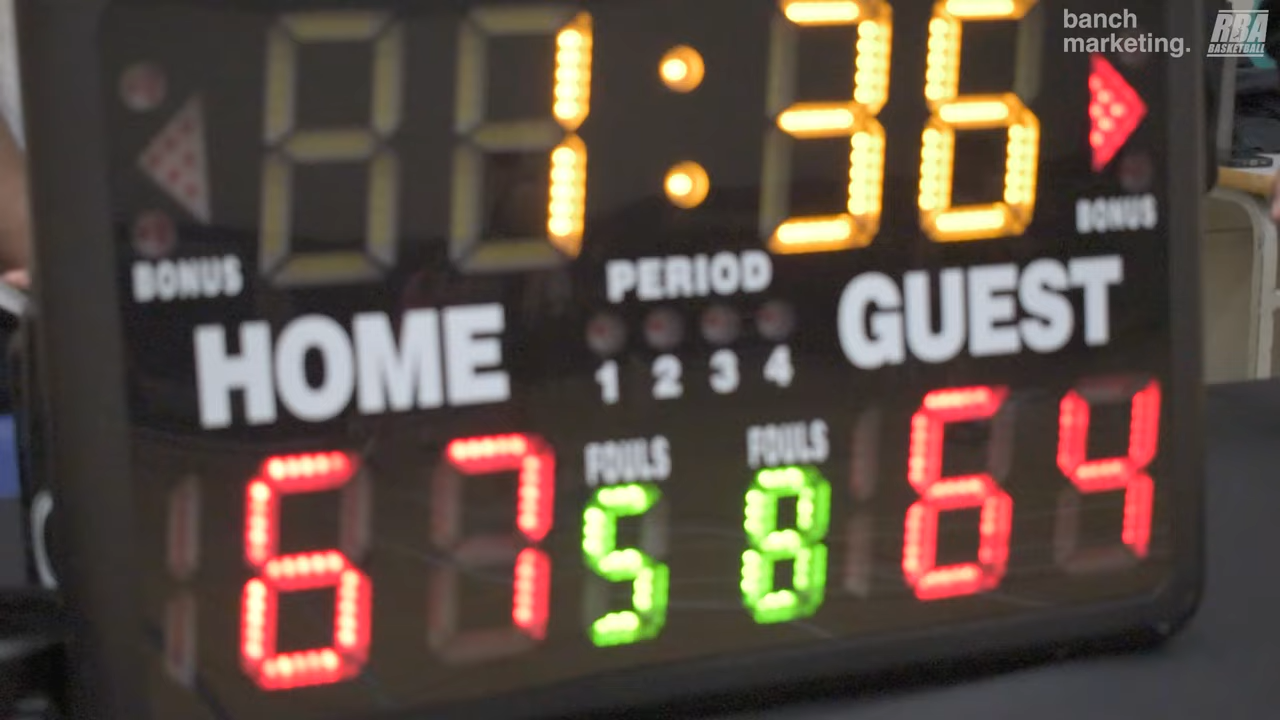 banch
marketing.
RBA
BASKETBALL
1:36
BONUS
BONUS
PERIOD
HOME
GUEST
1 2 3 4
FOULS
FOULS
67
5
8
64